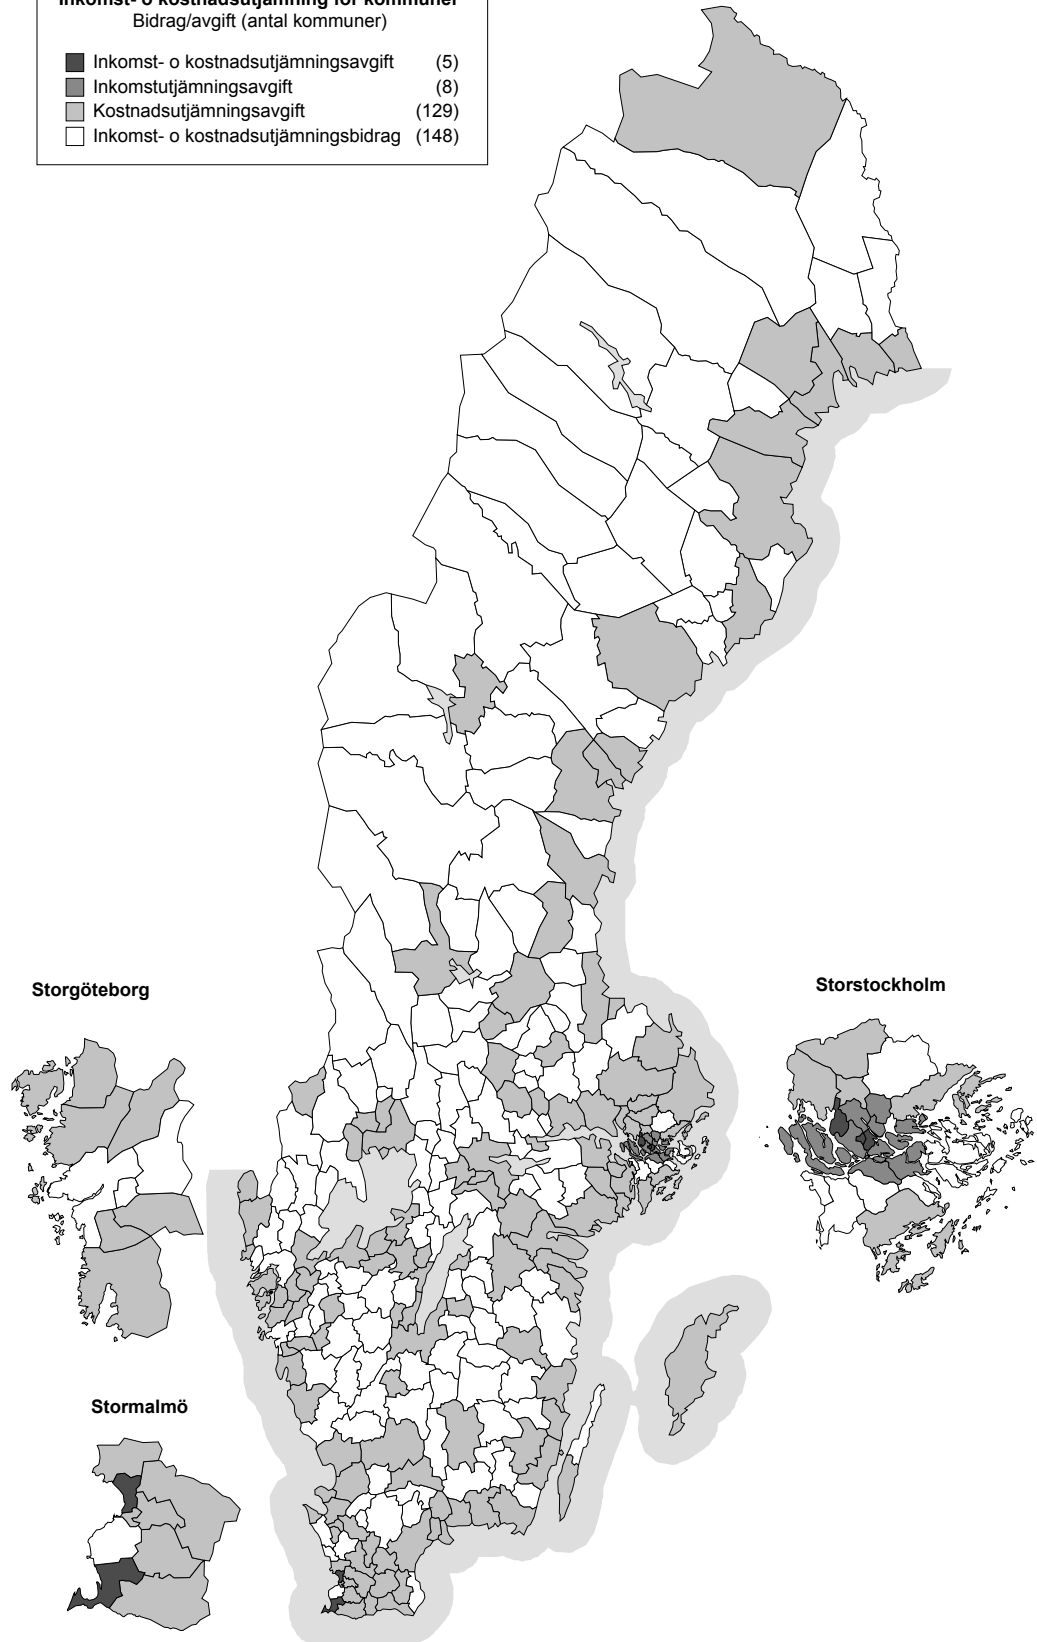 Inkomst- o kostnadsutjämning för kommuner
Bidrag/avgift (antal kommuner)
Inkomst- o kostnadsutjämningsavgift (5)
Inkomstutjämningsavgift (8)
Kostnadsutjämningsavgift (129)
Inkomst- o kostnadsutjämningsbidrag (148)
Storgöteborg
Storstockholm
Stormalmö